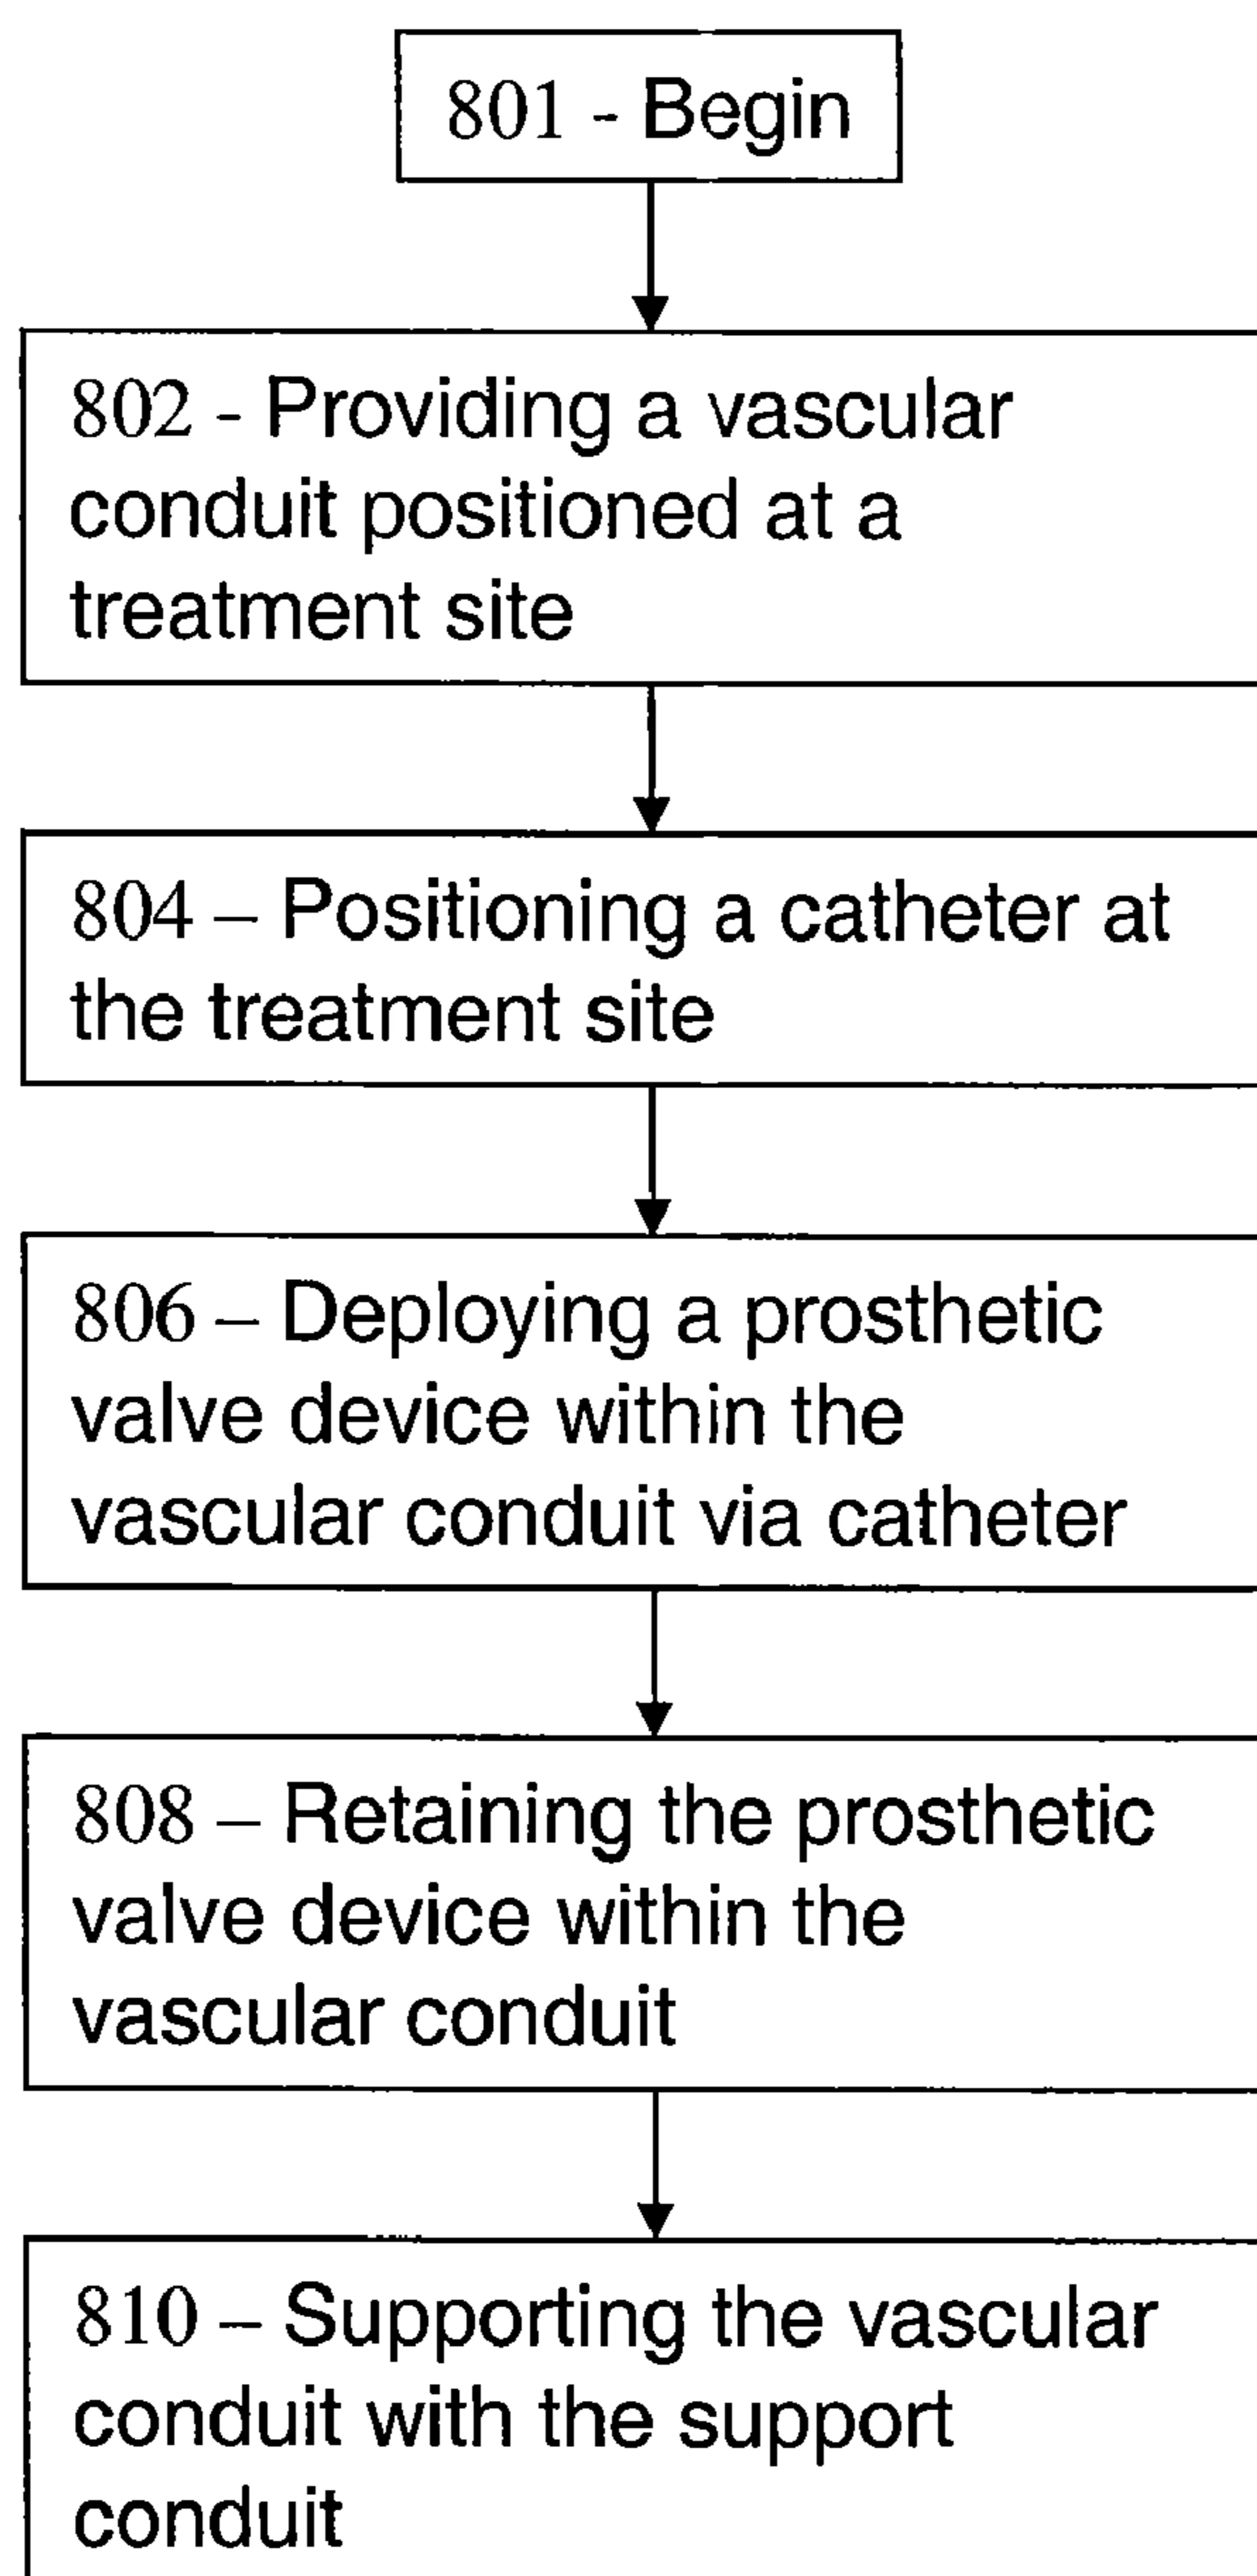 801 - Begin
802 - Providing a vascular
conduit positioned at a
treatment site
804 – Positioning a catheter at
the treatment site
806 – Deploying a prosthetic
valve device within the
vascular conduit via catheter
808 – Retaining the prosthetic
valve device within the
vascular conduit
810 – Supporting the vascular
conduit with the support
conduit